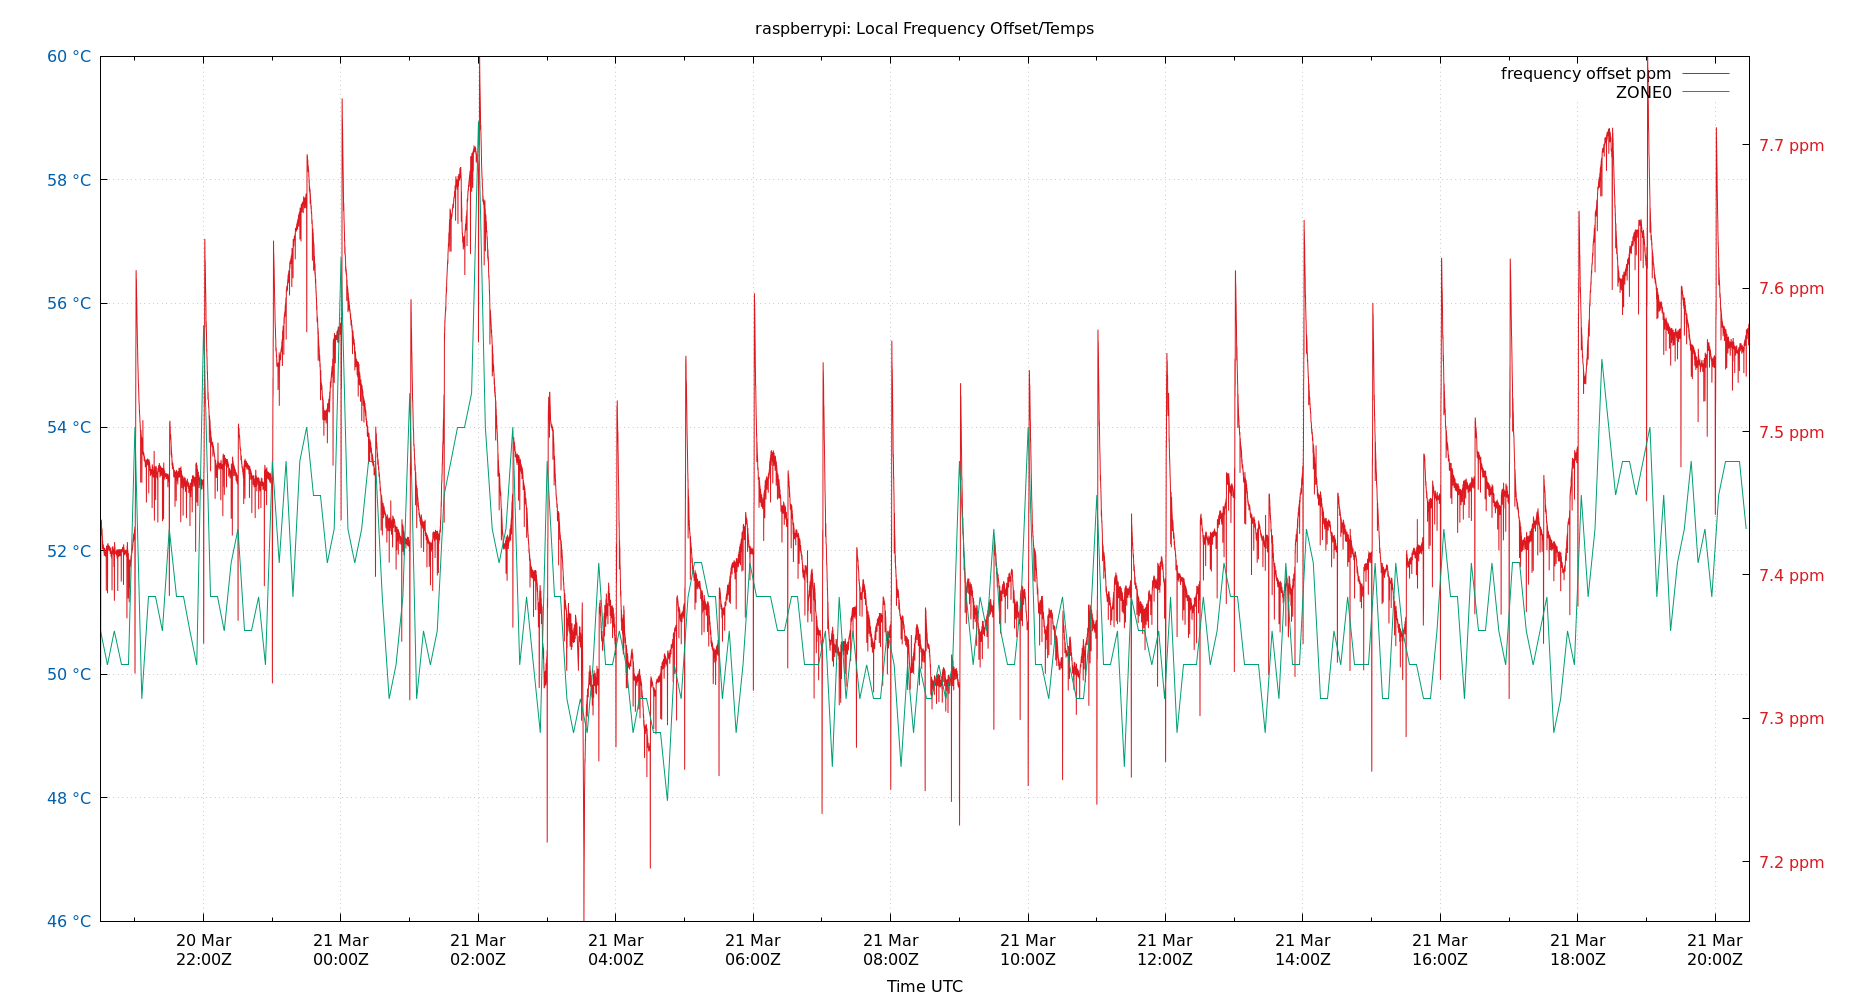 raspberrypi: Local Frequency Offset/Temps
60 °C
58 °C
56 °C
54 °C
52 °C
50 °C
48 °C
46 °C
frequency offset ppm
ZONE0
7.7 ppm
7.6 ppm
7.5 ppm
7.4 ppm
7.3 ppm
7.2 ppm
20 Mar
22:00Z
21 Mar
00:00Z
21 Mar
02:00Z
21 Mar
04:00Z
21 Mar
06:00Z
21 Mar
08:00Z
21 Mar
10:00Z
21 Mar
12:00Z
21 Mar
14:00Z
21 Mar
16:00Z
21 Mar
18:00Z
21 Mar
20:00Z
Time UTC